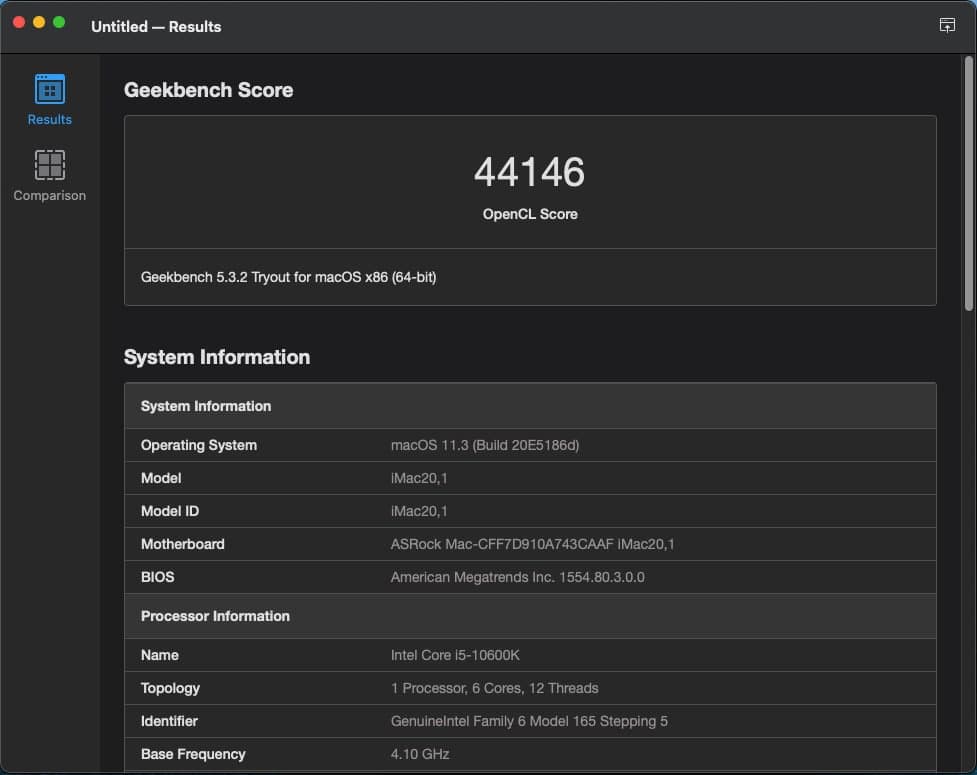 Untitled — Results
Results
Comparison
Geekbench Score
44146
OpenCL Score
Geekbench 5.3.2 Tryout for macOS x86 (64-bit)
System Information
System Information
Operating System macOS 11.3 (Build 20E5186d)
Model iMac20,1
Model ID iMac20,1
Motherboard ASRock Mac-CFF7D910A743CAAF iMac20,1
BIOS American Megatrends Inc. 1554.80.3.0.0
Processor Information
Name Intel Core i5-10600K
Topology 1 Processor, 6 Cores, 12 Threads
Identifier GenuineIntel Family 6 Model 165 Stepping 5
Base Frequency 4.10 GHz